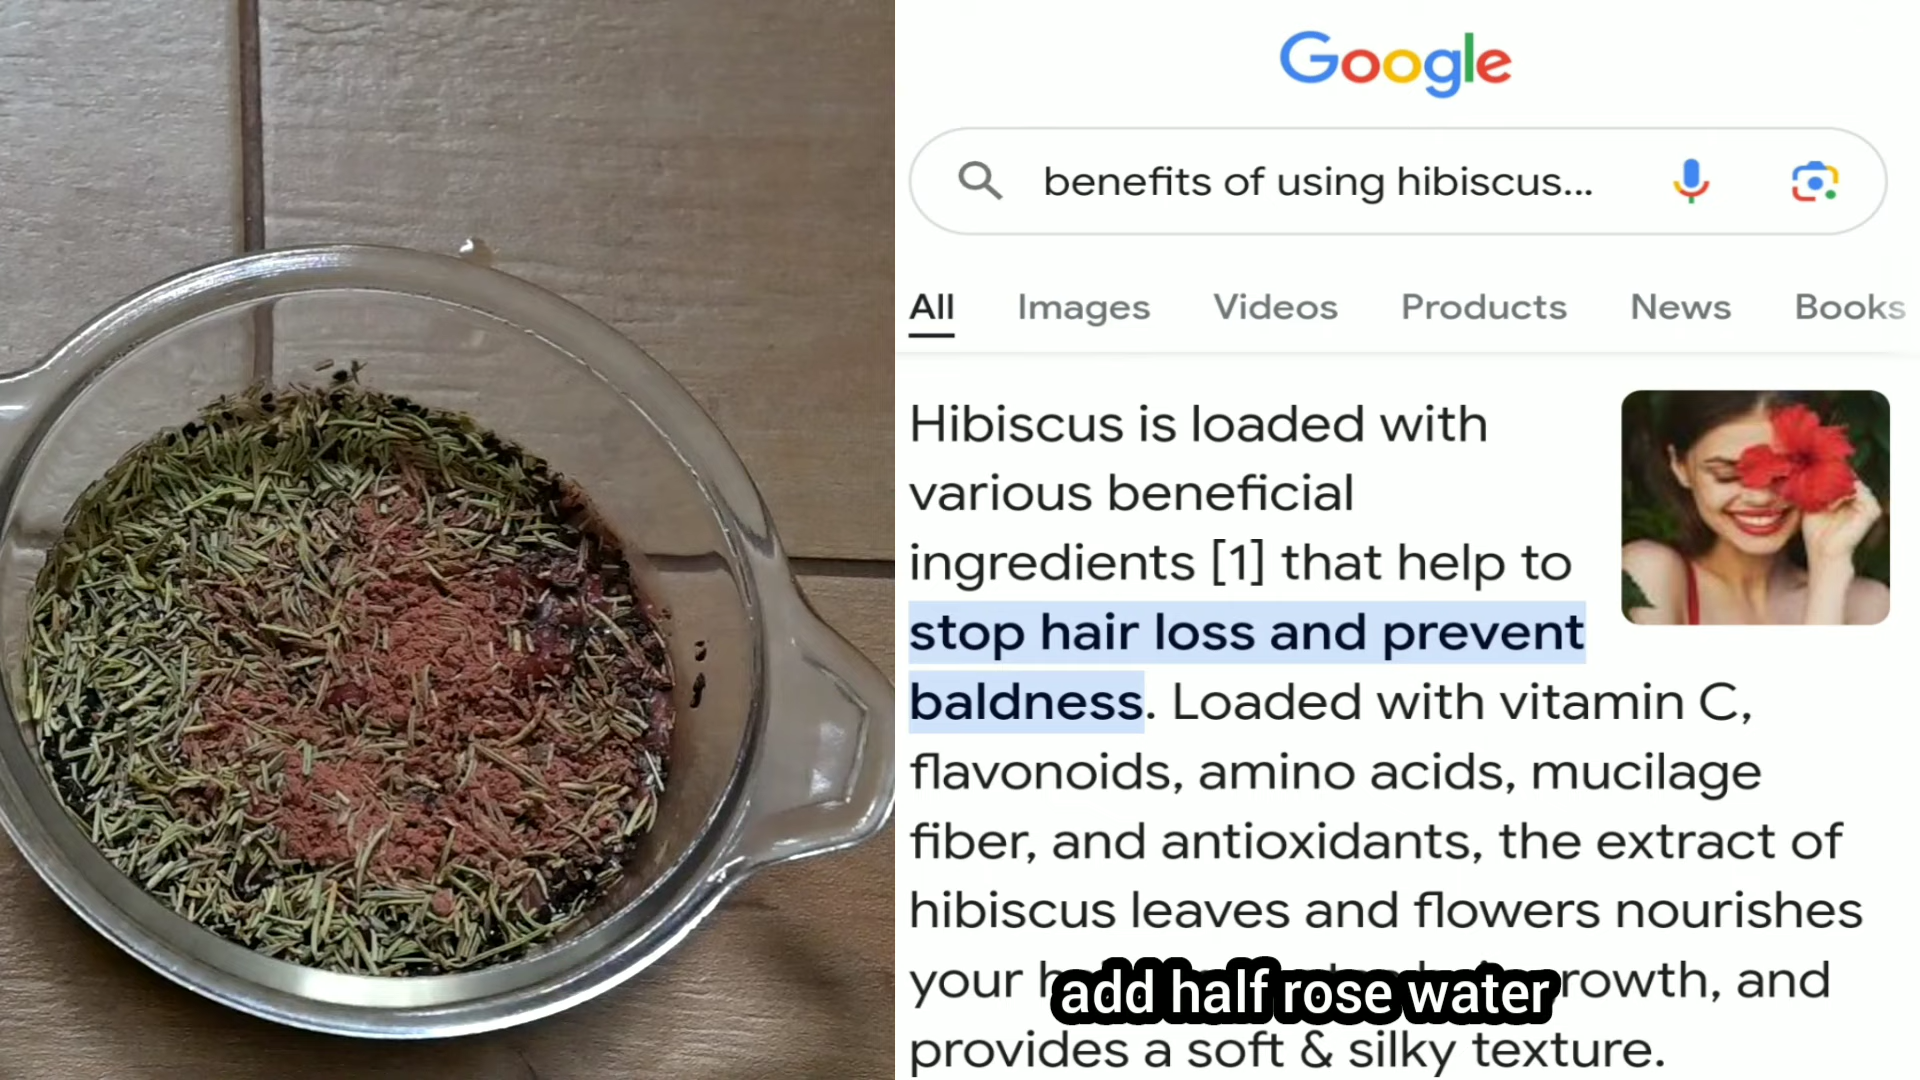 Google
benefits of using hibiscus...
All Images Videos Products News Books
Hibiscus is loaded with
various beneficial
ingredients [1] that help to
stop hair loss and prevent
baldness. Loaded with vitamin C,
flavonoids, amino acids, mucilage
fiber, and antioxidants, the extract of
hibiscus leaves and flowers nourishes
your rowth, and
add half rose water
provides a soft & silky texture.